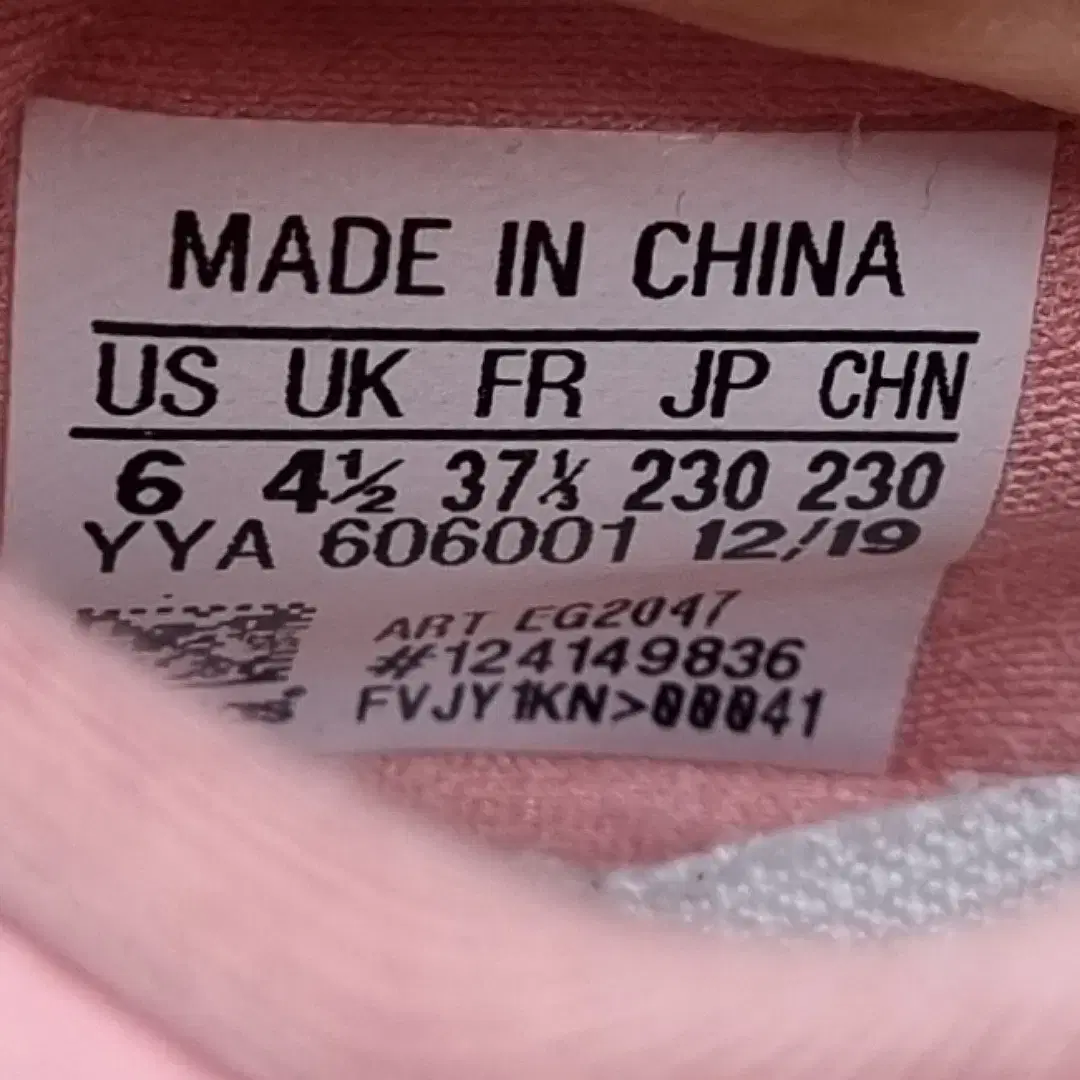 MADE IN CHINA
US UK FR JP CHN
6 4½ 37⅓ 230 230
YYA 606001 12/19
ART EG2047
#124149836
FVJY1KN>00041